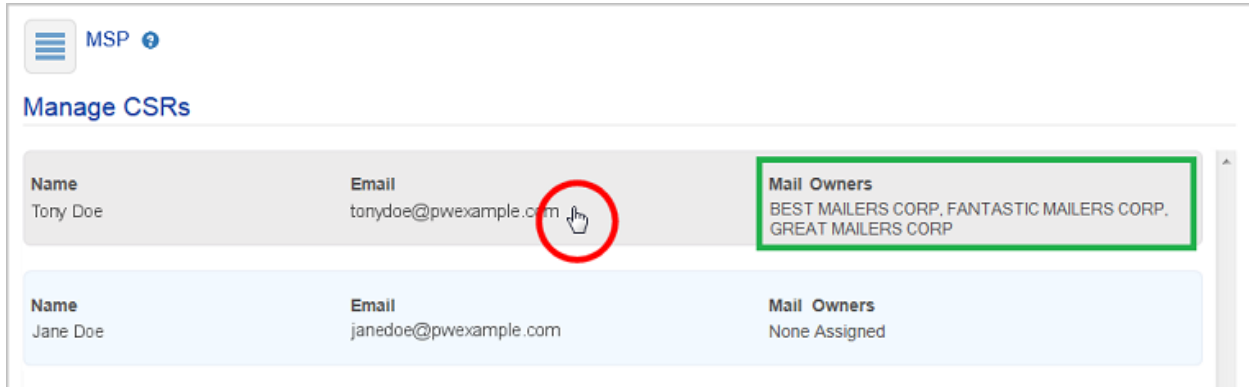 MSP ?
Manage CSRs
Name Email Mail Owners
Tony Doe tonydoe@pwexample.com BEST MAILERS CORP, FANTASTIC MAILERS CORP,
GREAT MAILERS CORP
Name Email Mail Owners
Jane Doe janedoe@pwexample.com None Assigned